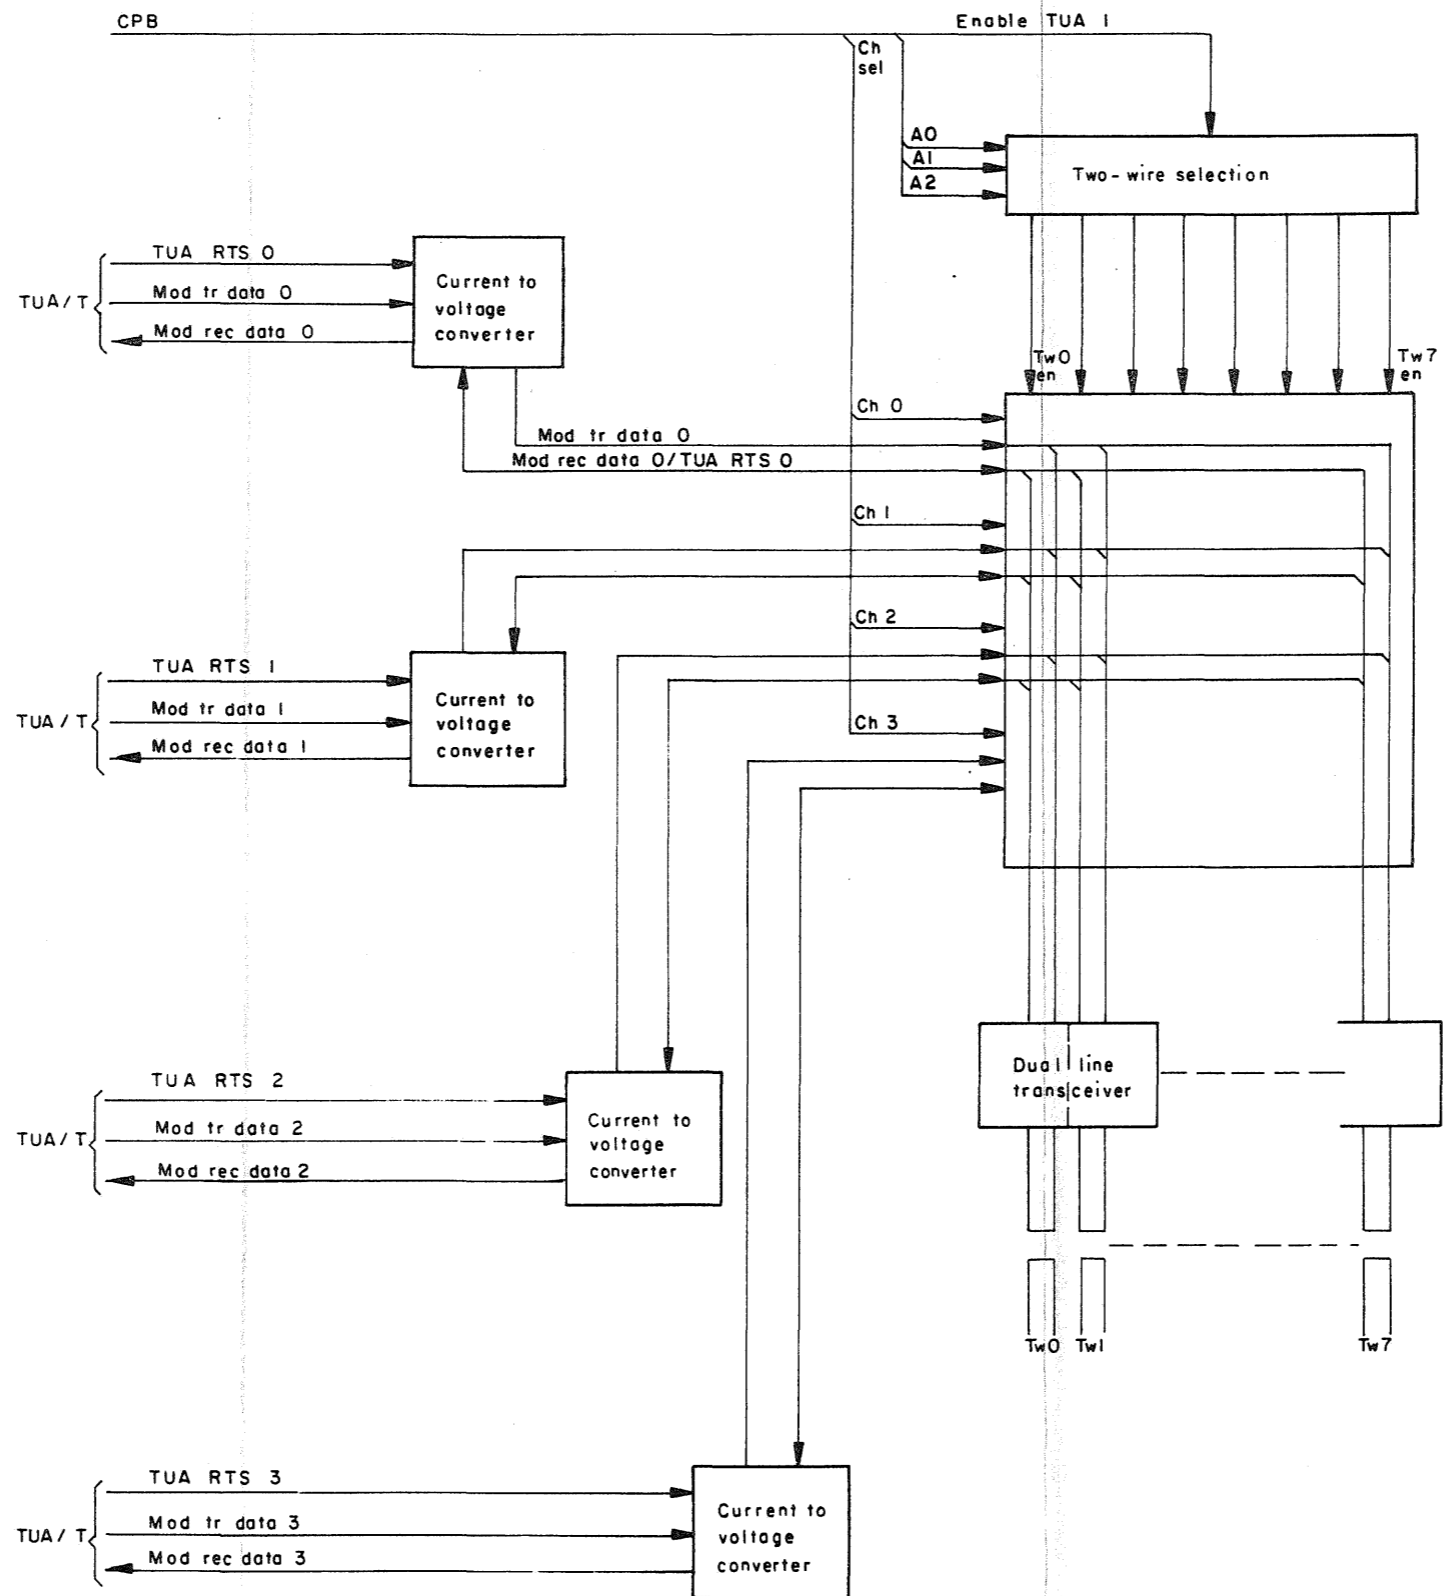 CPB
Enable TUA 1
Ch
sel
A0
A1
A2
Two-wire selection
TUA/T
TUA RTS 0
Mod tr data 0
Mod rec data 0
Current to
voltage
converter
Tw0
en
Tw7
en
Ch 0
Mod tr data 0
Mod rec data 0/TUA RTS 0
Ch 1
Ch 2
TUA/T
TUA RTS 1
Mod tr data 1
Mod rec data 1
Current to
voltage
converter
Ch 3
Dual line
transceiver
TUA/T
TUA RTS 2
Mod tr data 2
Mod rec data 2
Current to
voltage
converter
Tw0 Tw1 Tw7
TUA/T
TUA RTS 3
Mod tr data 3
Mod rec data 3
Current to
voltage
converter